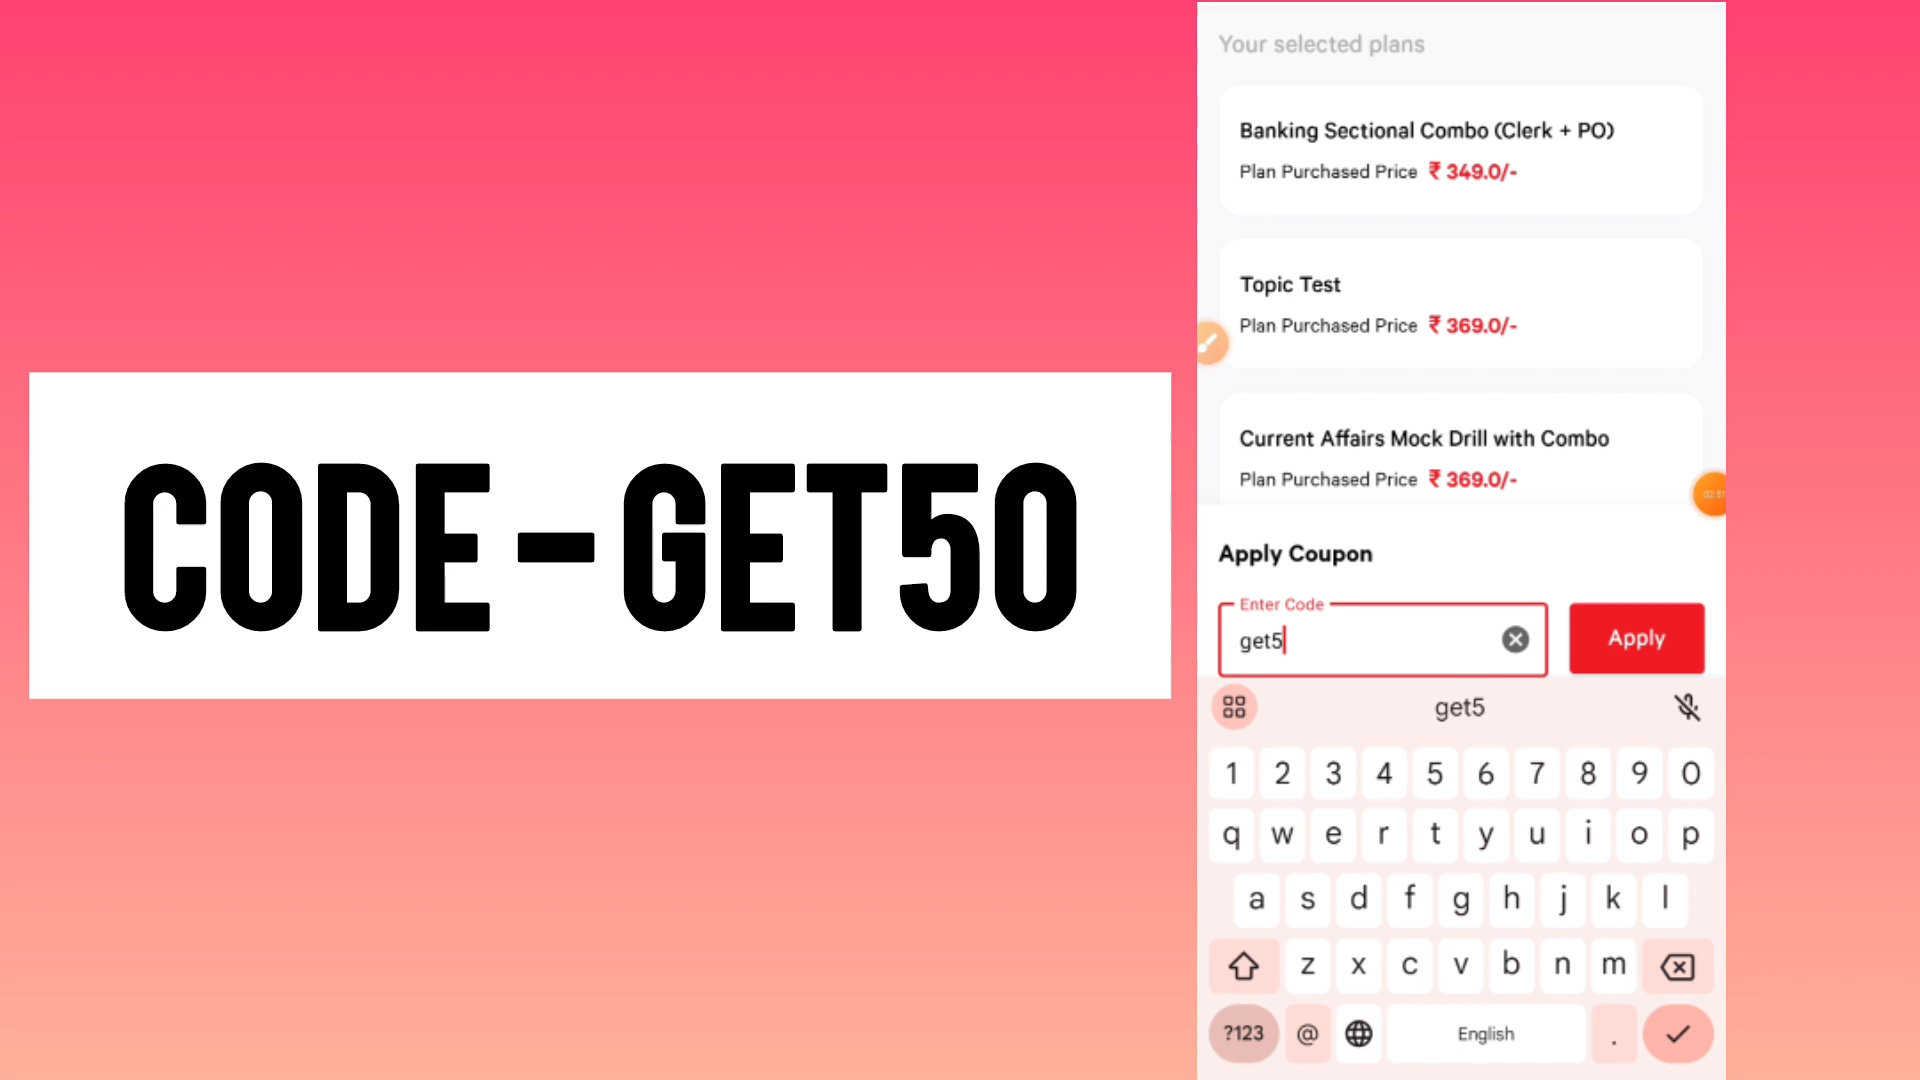 CODE - GET50
Your selected plans
Banking Sectional Combo (Clerk + PO)
Plan Purchased Price ₹ 349.0/-
Topic Test
Plan Purchased Price ₹ 369.0/-
Current Affairs Mock Drill with Combo
Plan Purchased Price ₹ 369.0/-
Apply Coupon
Enter Code
get5
Apply
get5
1 2 3 4 5 6 7 8 9 0
q w e r t y u i o p
a s d f g h j k l
z x c v b n m
?123 @ English .